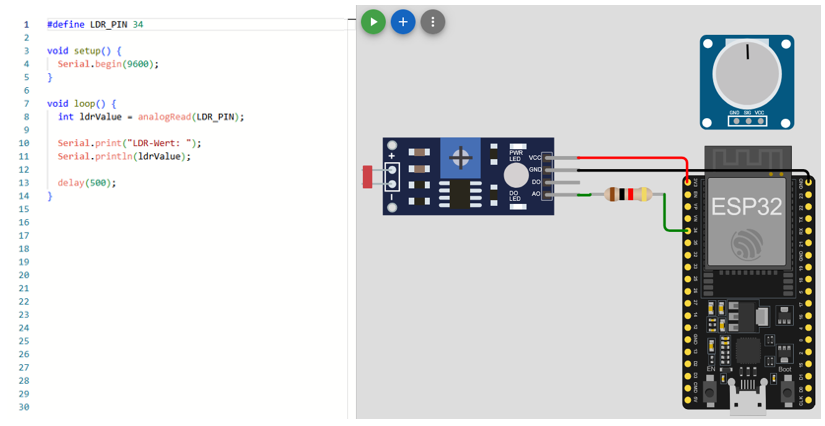 1 #define LDR_PIN 34
2
3 void setup() {
4 Serial.begin(9600);
5 }
6
7 void loop() {
8 int ldrValue = analogRead(LDR_PIN);
9
10 Serial.print("LDR-Wert: ");
11 Serial.println(ldrValue);
12
13 delay(500);
14 }
15
16
17
18
19
20
21
22
23
24
25
26
27
28
29
30
GND SIG VCC
PWR
LED
VCC
GND
DO
AO
DO
LED
+
ESP32
EN
Boot